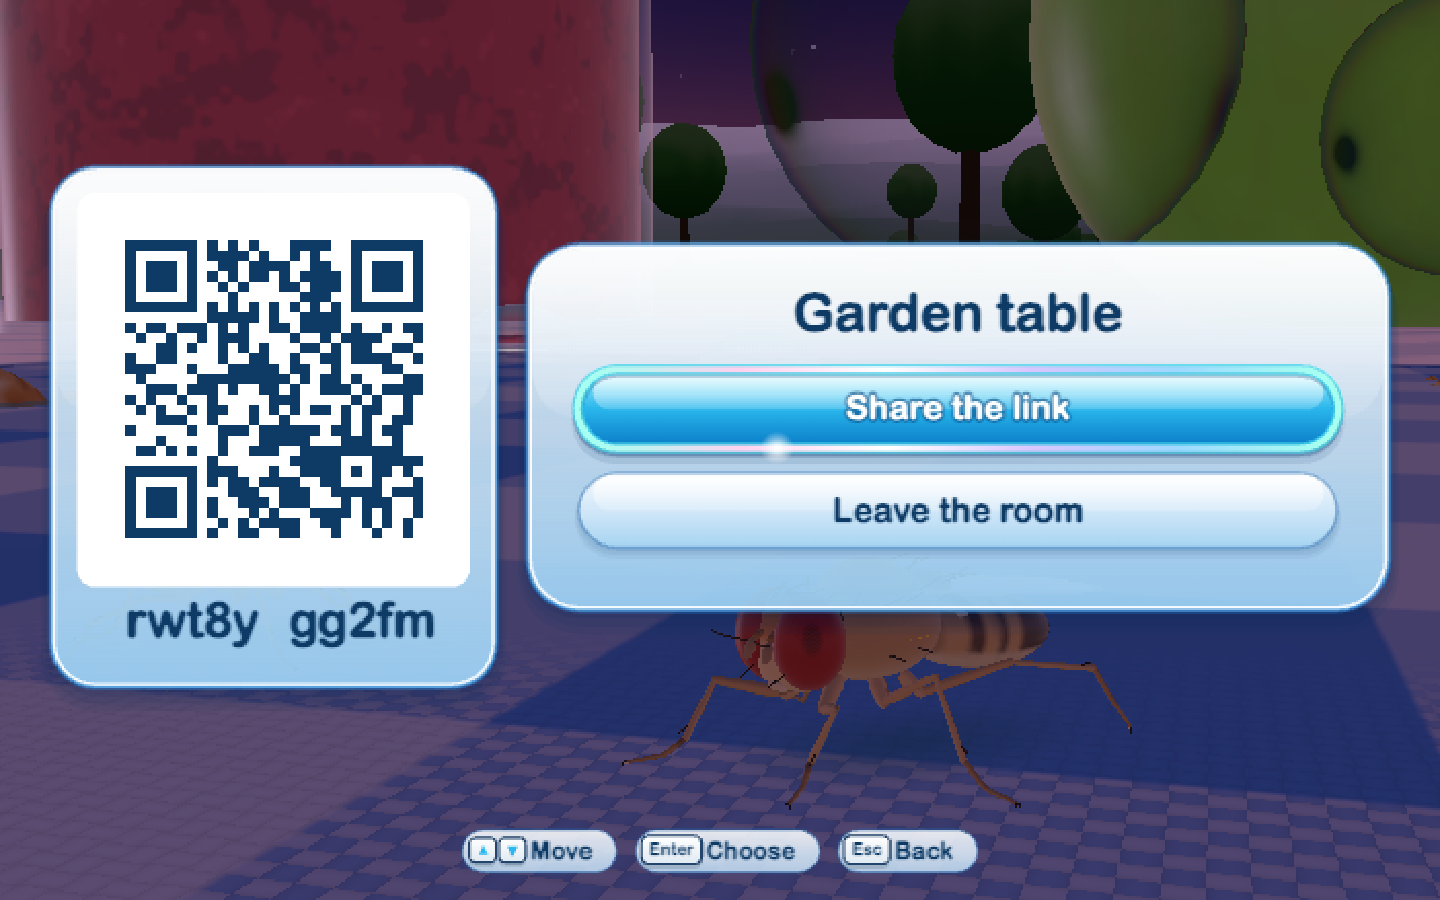 rwt8y gg2fm
Garden table
Share the link
Leave the room
Move
Enter Choose
Esc Back